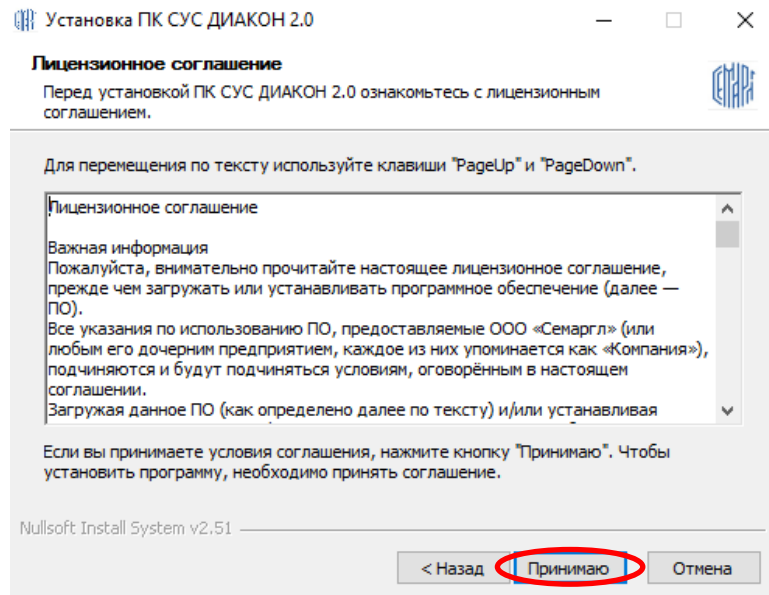 Установка ПК СУС ДИАКОН 2.0
Лицензионное соглашение
Перед установкой ПК СУС ДИАКОН 2.0 ознакомьтесь с лицензионным
соглашением.
СЕМАРГЛ
Для перемещения по тексту используйте клавиши "PageUp" и "PageDown".
Лицензионное соглашение
Важная информация
Пожалуйста, внимательно прочитайте настоящее лицензионное соглашение,
прежде чем загружать или устанавливать программное обеспечение (далее —
ПО).
Все указания по использованию ПО, предоставляемые ООО «Семаргл» (или
любым его дочерним предприятием, каждое из них упоминается как «Компания»),
подчиняются и будут подчиняться условиям, оговорённым в настоящем
соглашении.
Загружая данное ПО (как определено далее по тексту) и/или устанавливая
Если вы принимаете условия соглашения, нажмите кнопку "Принимаю". Чтобы
установить программу, необходимо принять соглашение.
Nullsoft Install System v2.51
< Назад
Принимаю
Отмена